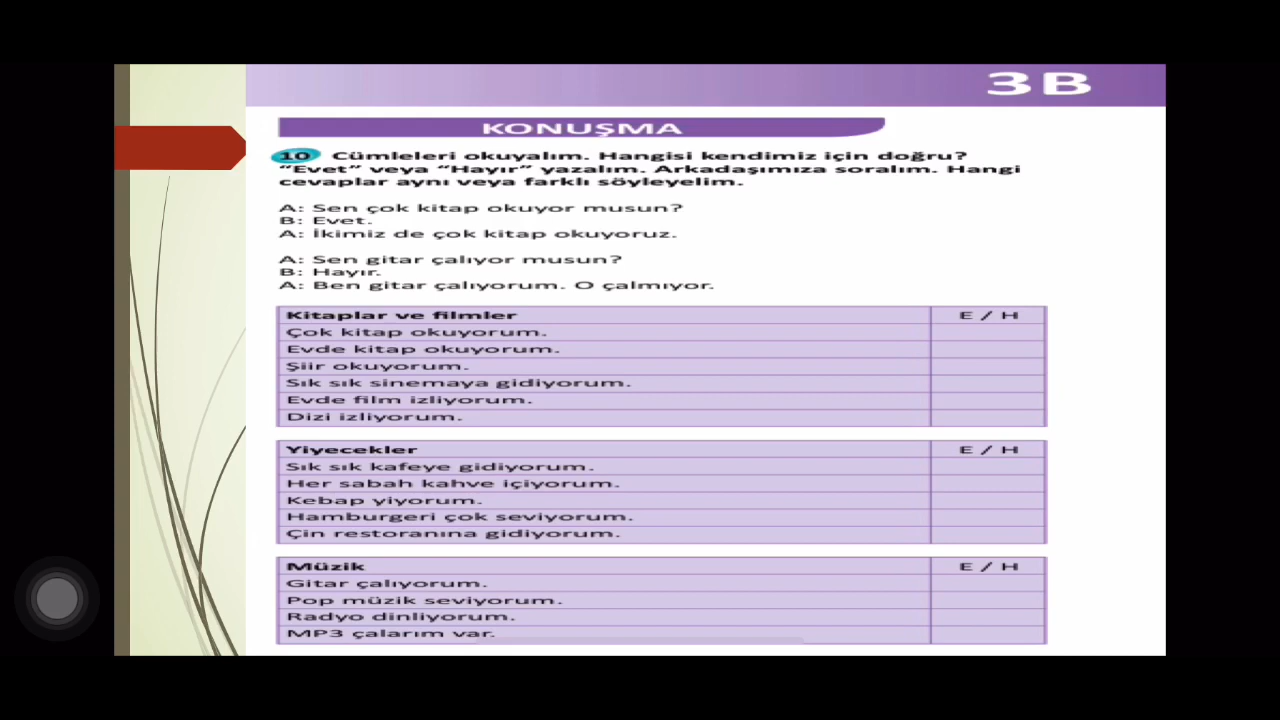 3B
KONUŞMA
10 Cümleleri okuyalım. Hangisi kendimiz için doğru?
“Evet” veya “Hayır” yazalım. Arkadaşımıza soralım. Hangi
cevaplar aynı veya farklı söyleyelim.
A: Sen çok kitap okuyor musun?
B: Evet.
A: İkimiz de çok kitap okuyoruz.
A: Sen gitar çalıyor musun?
B: Hayır.
A: Ben gitar çalıyorum. O çalmıyor.
Kitaplar ve filmler E / H
Çok kitap okuyorum.
Evde kitap okuyorum.
Şiir okuyorum.
Sık sık sinemaya gidiyorum.
Evde film izliyorum.
Dizi izliyorum.
Yiyecekler E / H
Sık sık kafeye gidiyorum.
Her sabah kahve içiyorum.
Kebap yiyorum.
Hamburgeri çok seviyorum.
Çin restoranına gidiyorum.
Müzik E / H
Gitar çalıyorum.
Pop müzik seviyorum.
Radyo dinliyorum.
MP3 çalarım var.